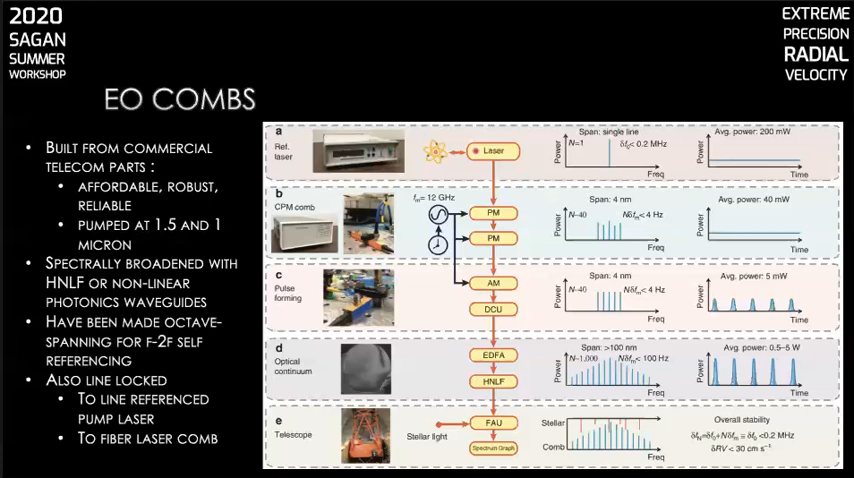 2020
SAGAN
SUMMER
WORKSHOP
EXTREME
PRECISION
RADIAL
VELOCITY
EO COMBS
• BUILT FROM COMMERCIAL
TELECOM PARTS :
• AFFORDABLE, ROBUST,
RELIABLE
• PUMPED AT 1.5 AND 1
MICRON
• SPECTRALLY BROADENED WITH
HNLF OR NON-LINEAR
PHOTONICS WAVEGUIDES
• HAVE BEEN MADE OCTAVE-
SPANNING FOR F-2F SELF
REFERENCING
• ALSO LINE LOCKED
• TO LINE REFERENCED
PUMP LASER
• TO FIBER LASER COMB
a
Ref.
laser
Laser
Span: single line
N=1
δf₀< 0.2 MHz
Power
Freq
Avg. power: 200 mW
Power
Time
b
CPM comb
fₘ= 12 GHz
PM
PM
Span: 4 nm
N~40
Nδfₘ< 4 Hz
Power
Freq
Avg. power: 40 mW
Power
Time
c
Pulse
forming
AM
DCU
Span: 4 nm
N~40
Nδfₘ< 4 Hz
Power
Freq
Avg. power: 5 mW
Power
Time
d
Optical
continuum
EDFA
HNLF
Span: >100 nm
N~1,000
Nδfₘ< 100 Hz
Power
Freq
Avg. power: 0.5–5 W
Power
Time
e
Telescope
Stellar light
FAU
Spectrum Graph
Stellar
Comb
Freq
Overall stability
δfN=δf₀+Nδfₘ ≅ δf₀ <0.2 MHz
δRV < 30 cm s⁻¹